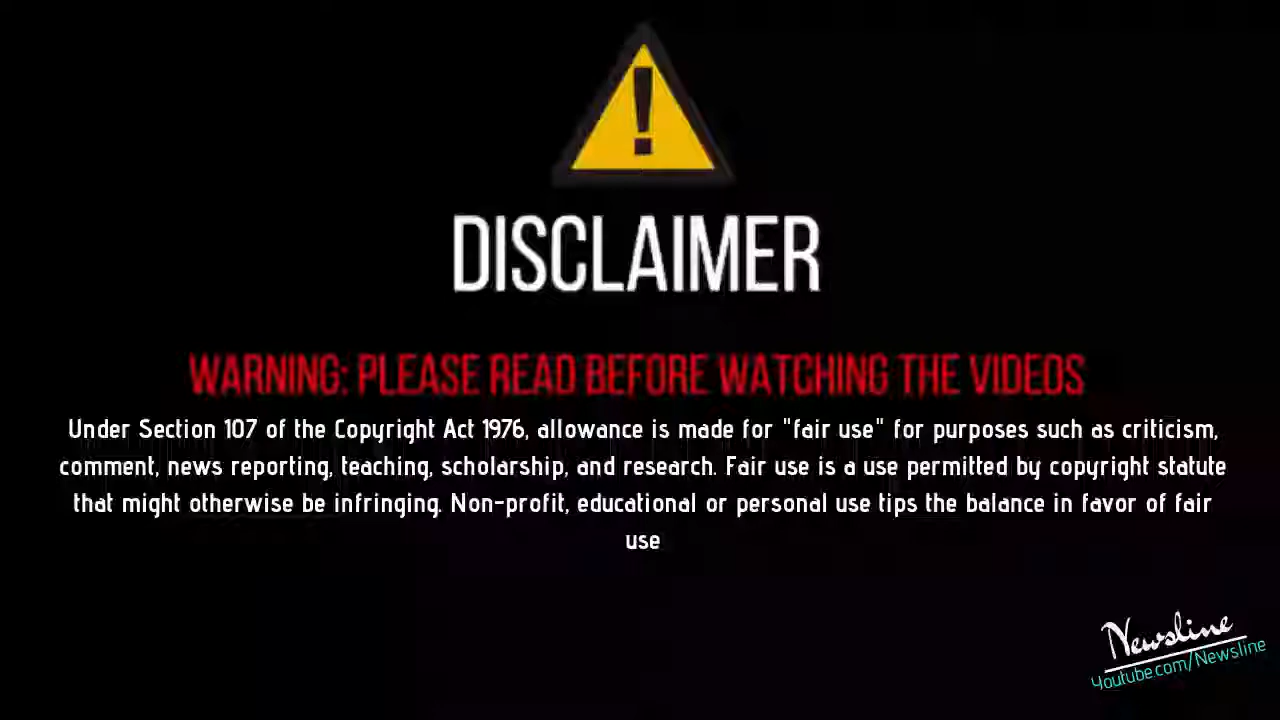 DISCLAIMER
WARNING: PLEASE READ BEFORE WATCHING THE VIDEOS
Under Section 107 of the Copyright Act 1976, allowance is made for "fair use" for purposes such as criticism,
comment, news reporting, teaching, scholarship, and research. Fair use is a use permitted by copyright statute
that might otherwise be infringing. Non-profit, educational or personal use tips the balance in favor of fair
use
Newsline
Youtube.com/Newsline